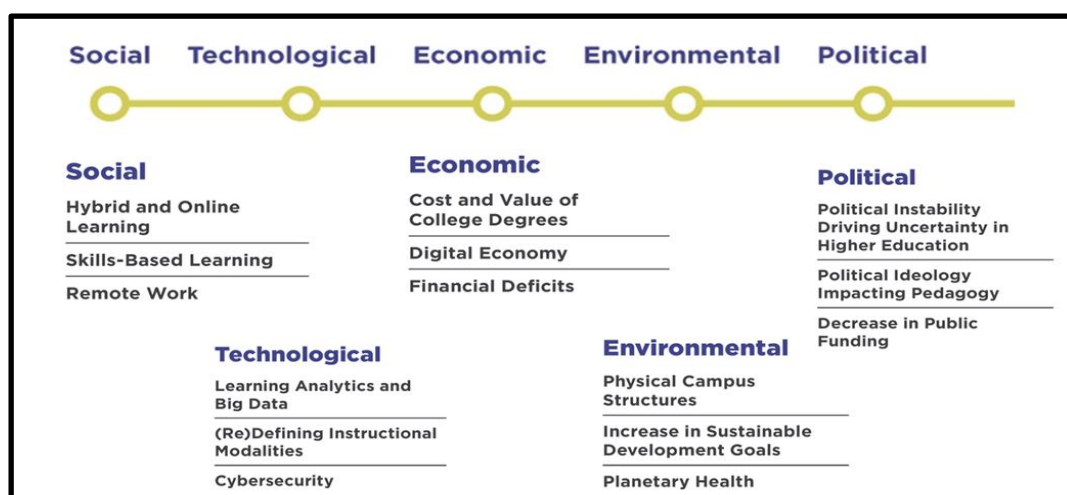 Social Technological Economic Environmental Political
Social
Hybrid and Online
Learning
Skills-Based Learning
Remote Work
Economic
Cost and Value of
College Degrees
Digital Economy
Financial Deficits
Political
Political Instability
Driving Uncertainty in
Higher Education
Political Ideology
Impacting Pedagogy
Decrease in Public
Funding
Technological
Learning Analytics and
Big Data
(Re)Defining Instructional
Modalities
Cybersecurity
Environmental
Physical Campus
Structures
Increase in Sustainable
Development Goals
Planetary Health